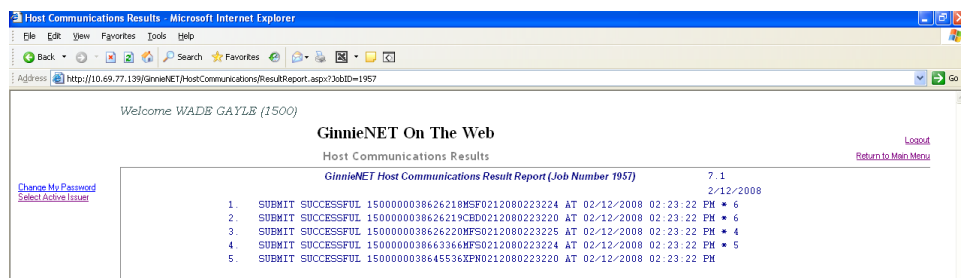 Host Communications Results - Microsoft Internet Explorer
File Edit View Favorites Tools Help
Back Search Favorites
Address http://10.69.77.139/GinnieNET/HostCommunications/ResultReport.aspx?JobID=1957 Go
Welcome WADE GAYLE (1500)
GinnieNET On The Web
Logout
Host Communications Results
Return to Main Menu
GinnieNET Host Communications Result Report (Job Number 1957) 7.1
Change My Password
2/12/2008
Select Active Issuer
1. SUBMIT SUCCESSFUL 1500000038626218MSF0212080223224 AT 02/12/2008 02:23:22 PM * 6
2. SUBMIT SUCCESSFUL 1500000038626219CBD0212080223220 AT 02/12/2008 02:23:22 PM * 6
3. SUBMIT SUCCESSFUL 1500000038626220MFS0212080223225 AT 02/12/2008 02:23:22 PM * 4
4. SUBMIT SUCCESSFUL 1500000038663366MFS0212080223224 AT 02/12/2008 02:23:22 PM * 5
5. SUBMIT SUCCESSFUL 1500000038645536XPN0212080223220 AT 02/12/2008 02:23:22 PM